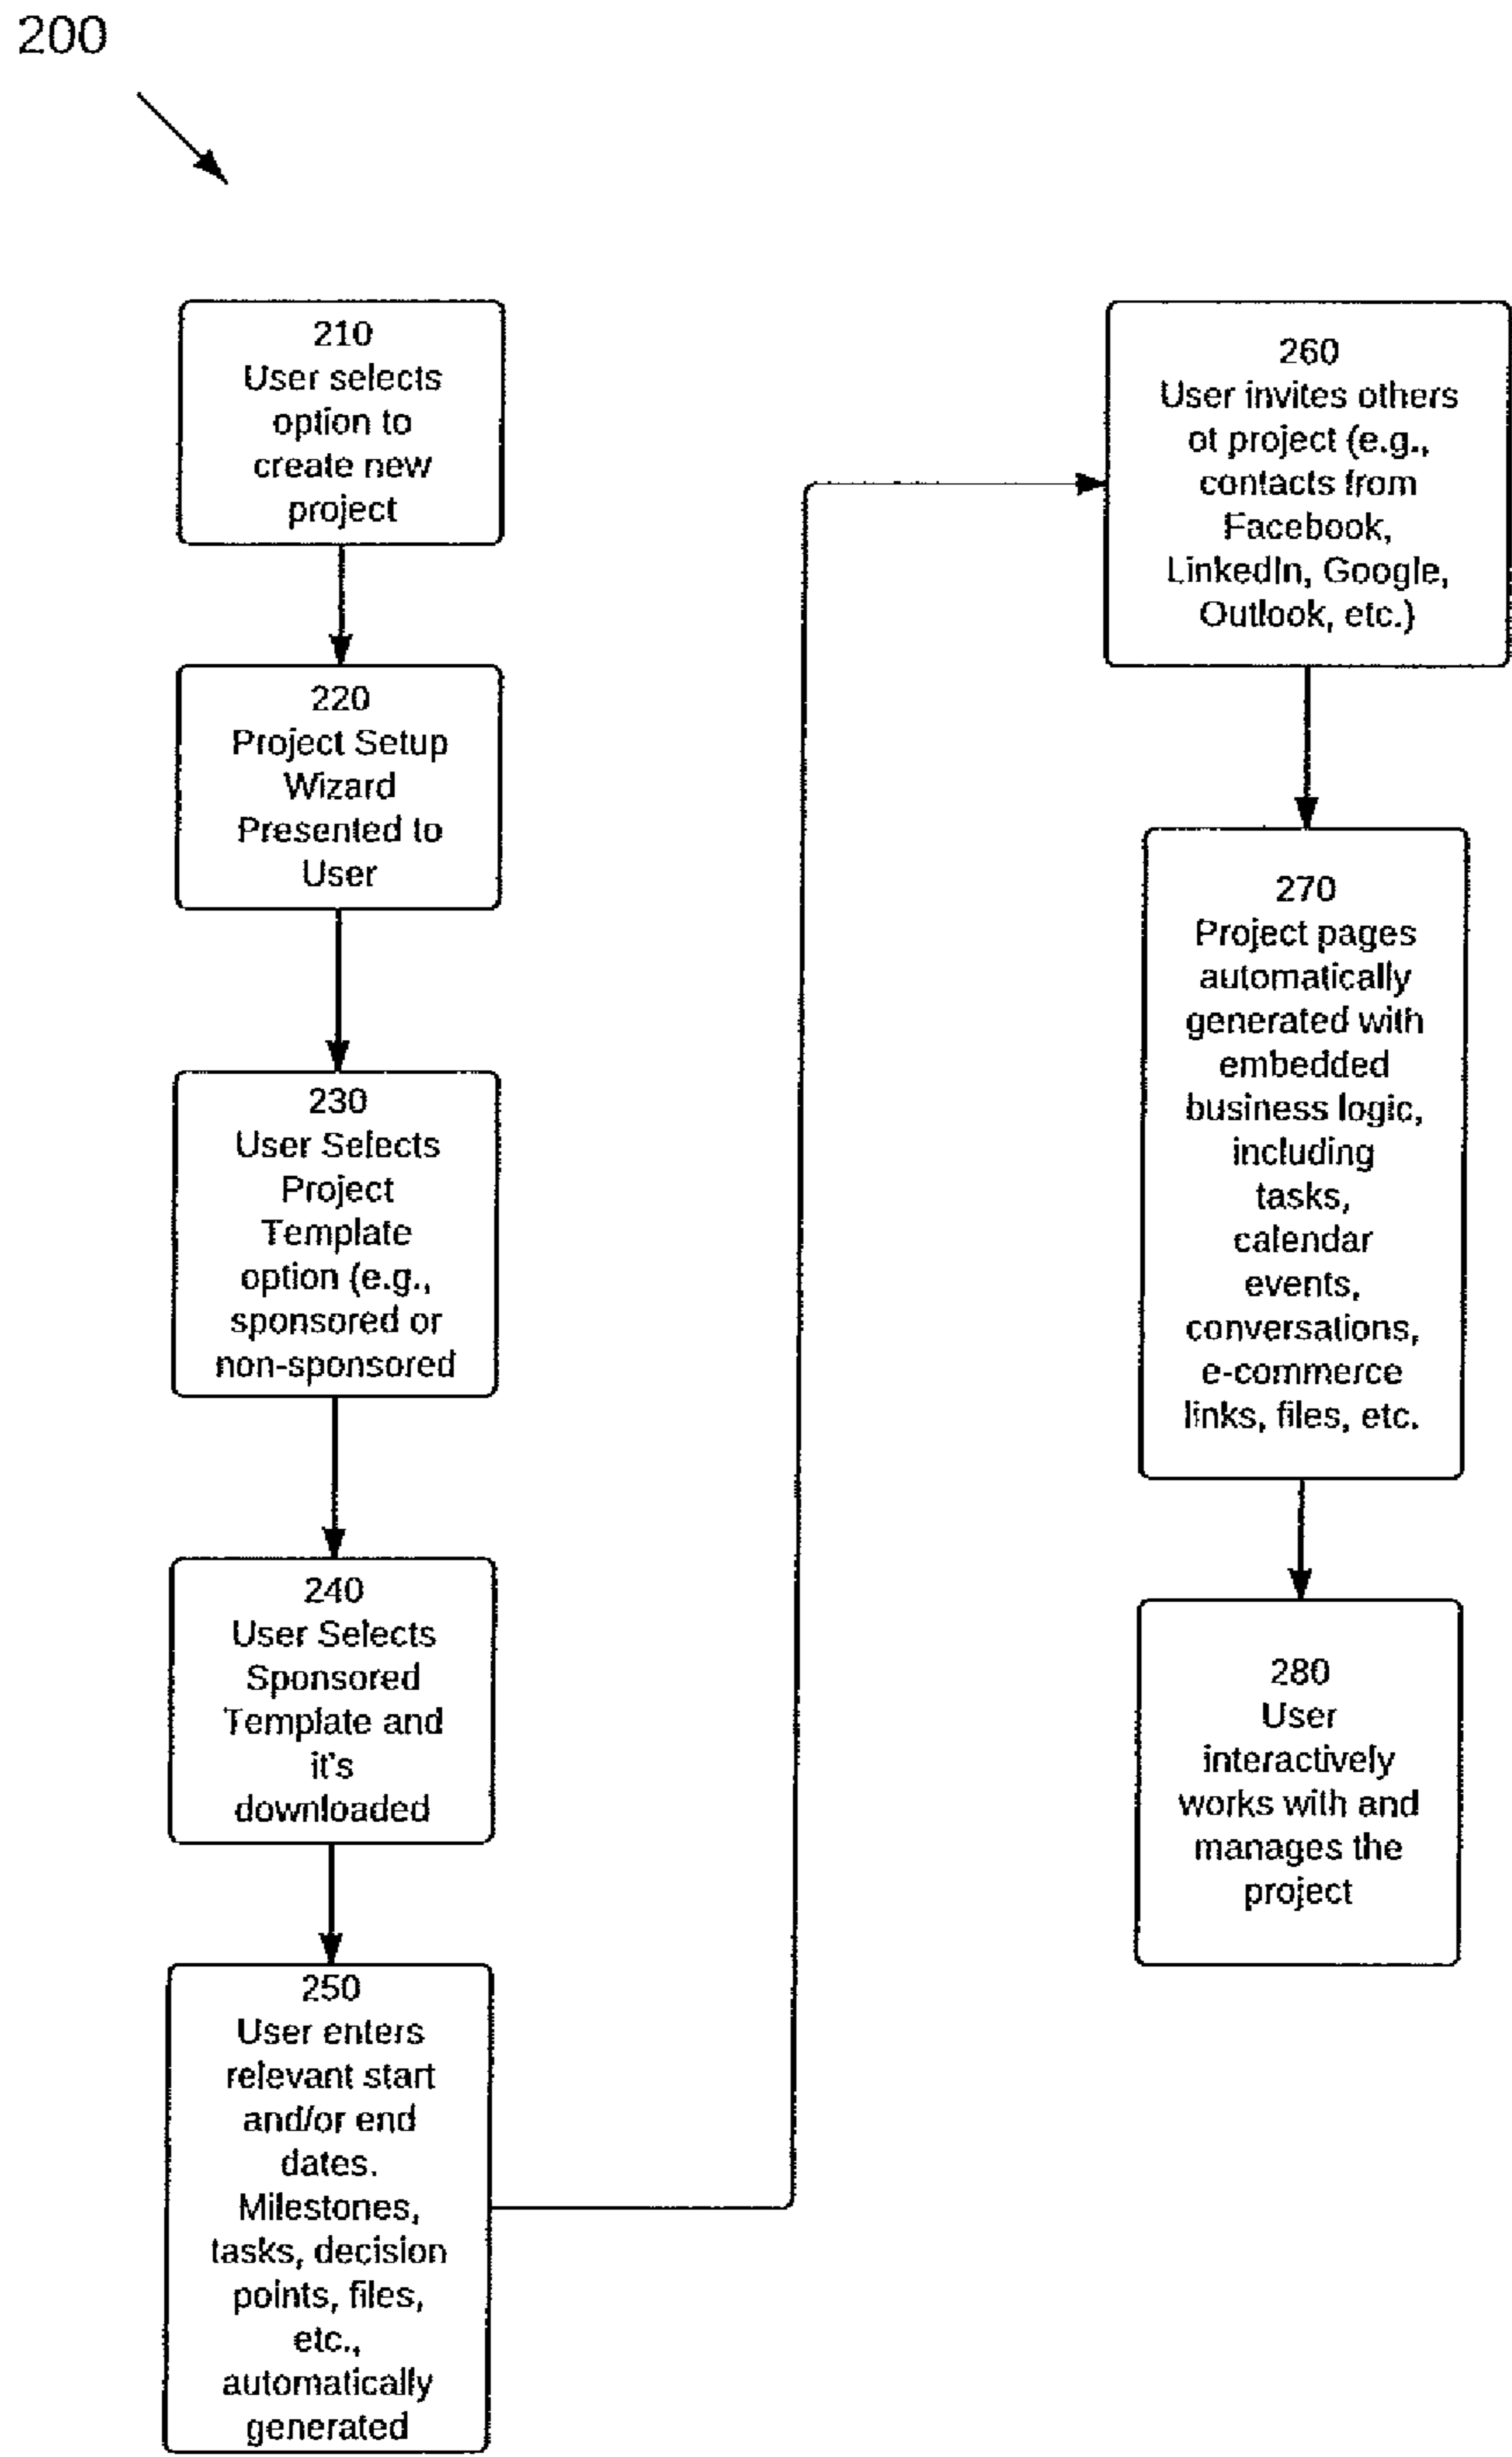 200
210
User selects
option to
create new
project
220
Project Setup
Wizard
Presented to
User
230
User Selects
Project
Template
option (e.g.,
sponsored or
non-sponsored
240
User Selects
Sponsored
Template and
it's
downloaded
250
User enters
relevant start
and/or end
dates.
Milestones,
tasks, decision
points, files,
etc.,
automatically
generated
260
User invites others
ot project (e.g.,
contacts from
Facebook,
LinkedIn, Google,
Outlook, etc.)
270
Project pages
automatically
generated with
embedded
business logic,
including
tasks,
calendar
events,
conversations,
e-commerce
links, files, etc.
280
User
interactively
works with and
manages the
project